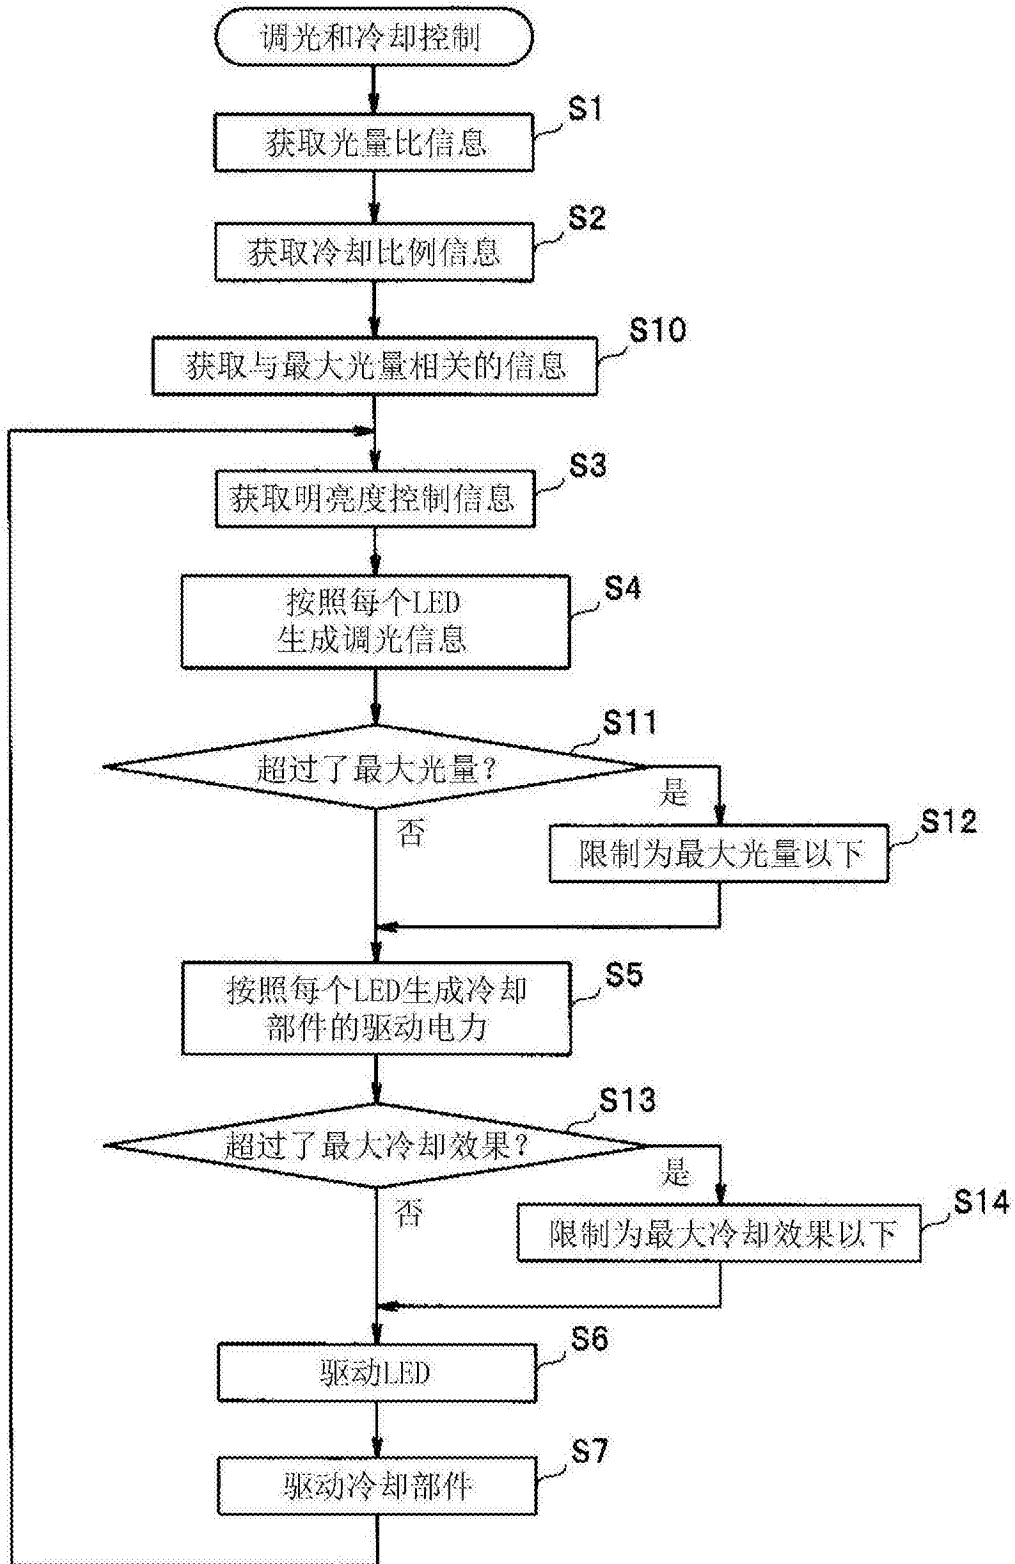 调光和冷却控制
S1
获取光量比信息
S2
获取冷却比例信息
S10
获取与最大光量相关的信息
S3
获取明亮度控制信息
S4
按照每个LED
生成调光信息
S11
超过了最大光量?
是
否
S12
限制为最大光量以下
S5
按照每个LED生成冷却
部件的驱动电力
S13
超过了最大冷却效果?
是
否
S14
限制为最大冷却效果以下
S6
驱动LED
S7
驱动冷却部件